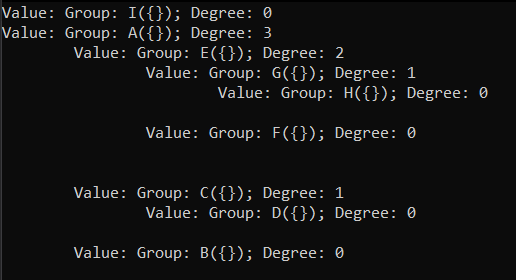 Value: Group: I({}); Degree: 0
Value: Group: A({}); Degree: 3
Value: Group: E({}); Degree: 2
Value: Group: G({}); Degree: 1
Value: Group: H({}); Degree: 0
Value: Group: F({}); Degree: 0
Value: Group: C({}); Degree: 1
Value: Group: D({}); Degree: 0
Value: Group: B({}); Degree: 0